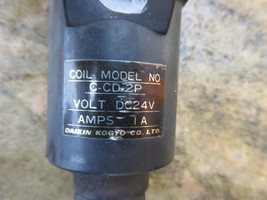 COIL MODEL NO
C-CD-2P
VOLT DC24V
AMPS 1A
DAIKIN KOGYO CO. LTD.